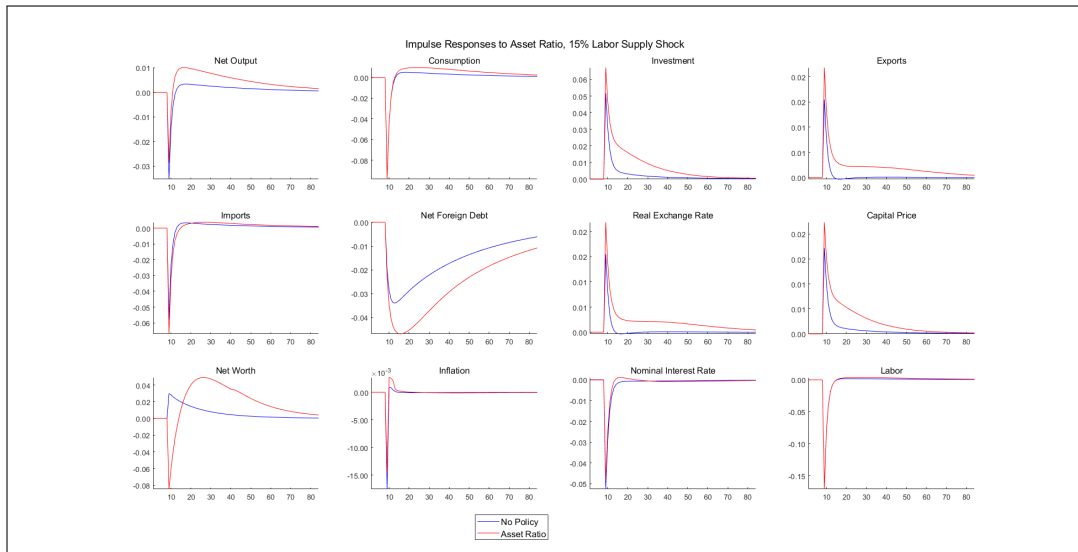 Impulse Responses to Asset Ratio, 15% Labor Supply Shock
Net Output
0.01
0.00
-0.01
-0.02
-0.03
10 20 30 40 50 60 70 80
Consumption
0.00
-0.02
-0.04
-0.06
-0.08
10 20 30 40 50 60 70 80
Investment
0.06
0.05
0.04
0.03
0.02
0.01
0.00
10 20 30 40 50 60 70 80
Exports
0.02
0.02
0.01
0.01
0.00
10 20 30 40 50 60 70 80
Imports
0.00
-0.01
-0.02
-0.03
-0.04
-0.05
-0.06
10 20 30 40 50 60 70 80
Net Foreign Debt
0.00
-0.01
-0.02
-0.03
-0.04
10 20 30 40 50 60 70 80
Real Exchange Rate
0.02
0.02
0.01
0.01
0.00
10 20 30 40 50 60 70 80
Capital Price
0.02
0.02
0.01
0.01
0.00
10 20 30 40 50 60 70 80
Net Worth
0.04
0.02
0.00
-0.02
-0.04
-0.06
-0.08
10 20 30 40 50 60 70 80
Inflation
×10⁻³
0.00
-5.00
-10.00
-15.00
10 20 30 40 50 60 70 80
Nominal Interest Rate
0.00
-0.01
-0.02
-0.03
-0.04
-0.05
10 20 30 40 50 60 70 80
Labor
0.00
-0.05
-0.10
-0.15
10 20 30 40 50 60 70 80
No Policy
Asset Ratio